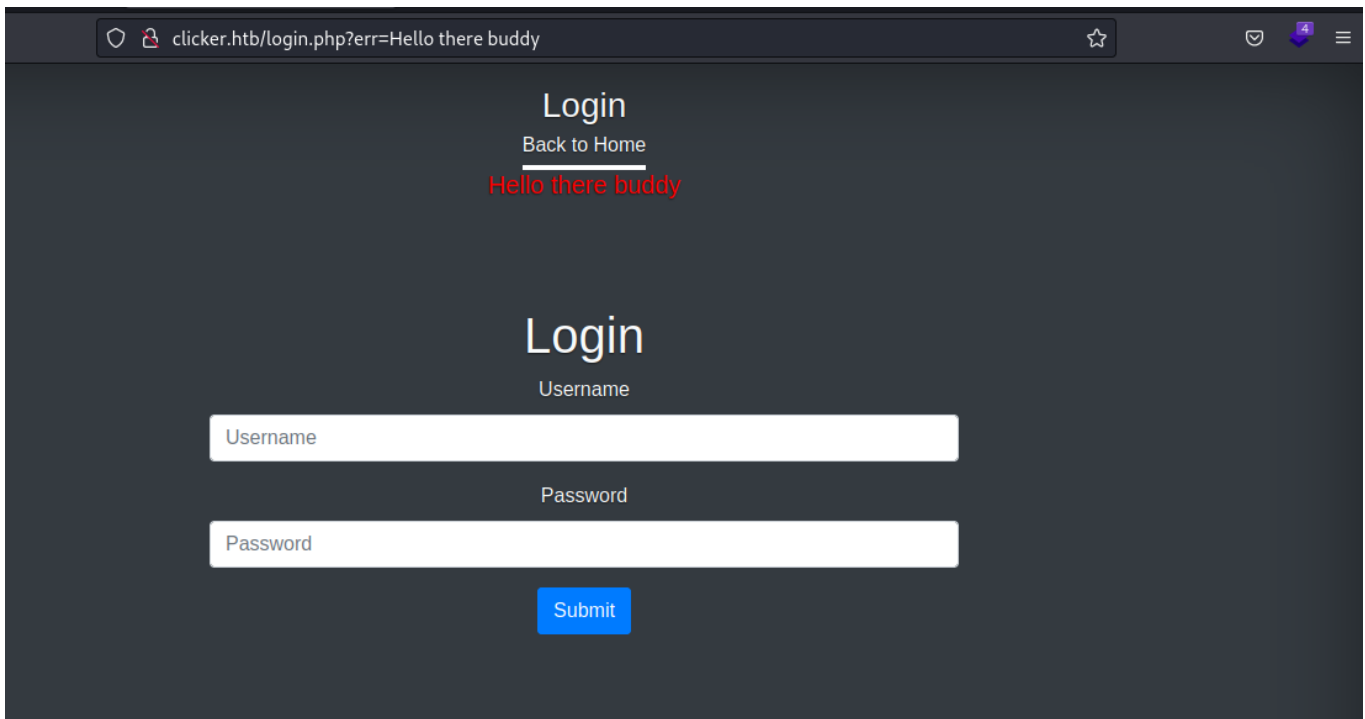 clicker.htb/login.php?err=Hello there buddy
4
Login
Back to Home
Hello there buddy
Login
Username
Username
Password
Password
Submit